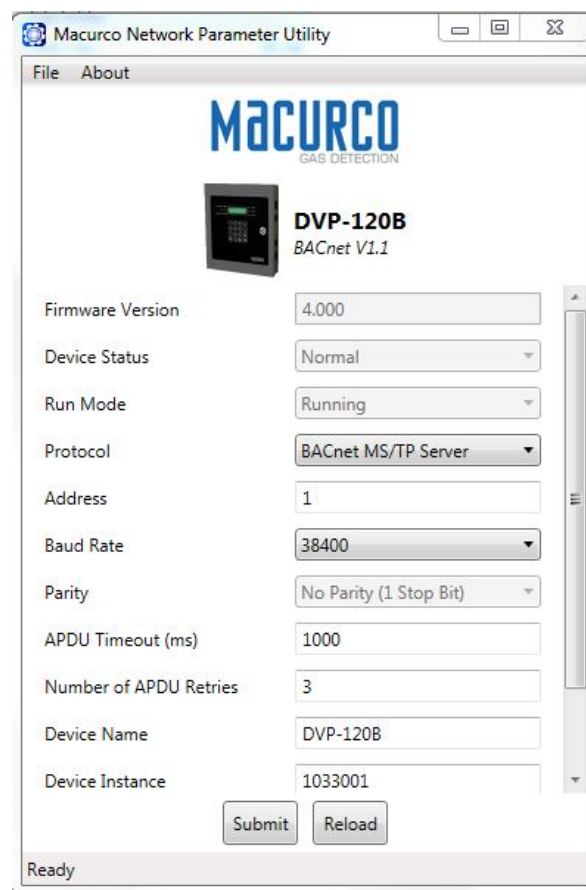 Macurco Network Parameter Utility
File About
MacURCO
GAS DETECTION
DVP-120B
BACnet V1.1
Firmware Version 4.000
Device Status Normal
Run Mode Running
Protocol BACnet MS/TP Server
Address 1
Baud Rate 38400
Parity No Parity (1 Stop Bit)
APDU Timeout (ms) 1000
Number of APDU Retries 3
Device Name DVP-120B
Device Instance 1033001
Submit Reload
Ready